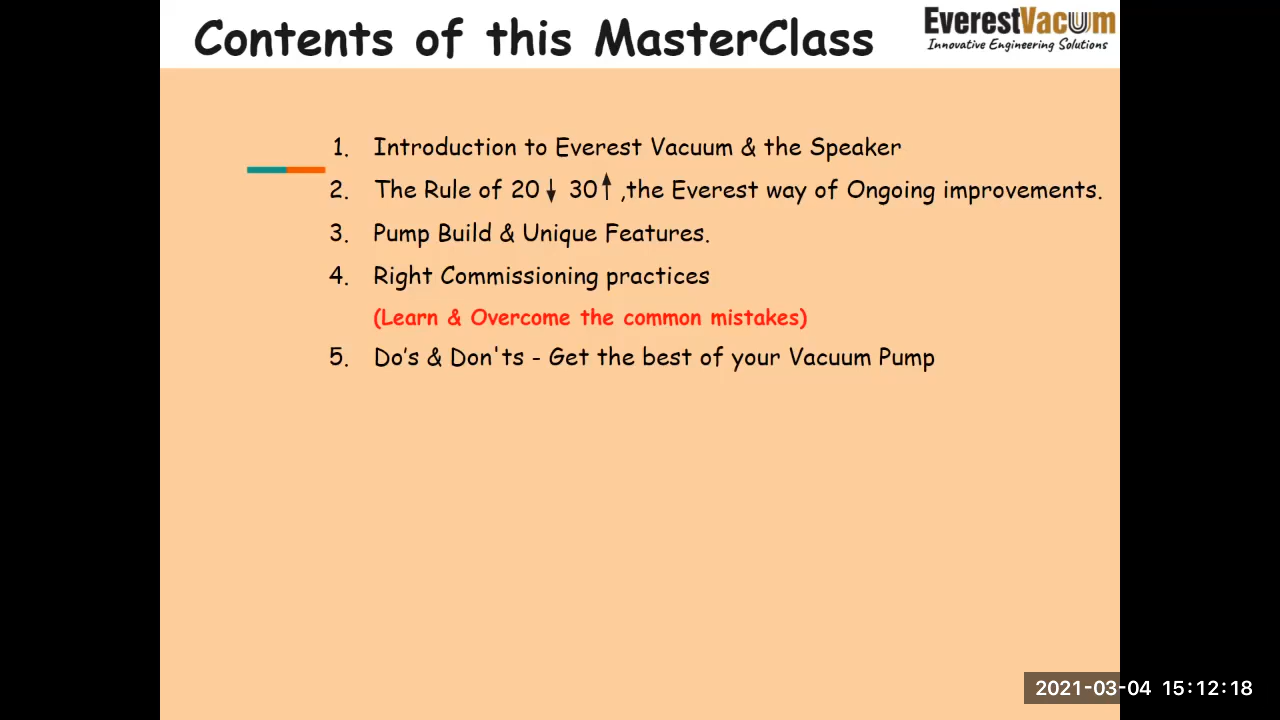 Contents of this MasterClass
EverestVacuum
Innovative Engineering Solutions
1. Introduction to Everest Vacuum & the Speaker
2. The Rule of 20↓ 30↑ ,the Everest way of Ongoing improvements.
3. Pump Build & Unique Features.
4. Right Commissioning practices
(Learn & Overcome the common mistakes)
5. Do’s & Don'ts - Get the best of your Vacuum Pump
2021-03-04 15:12:18